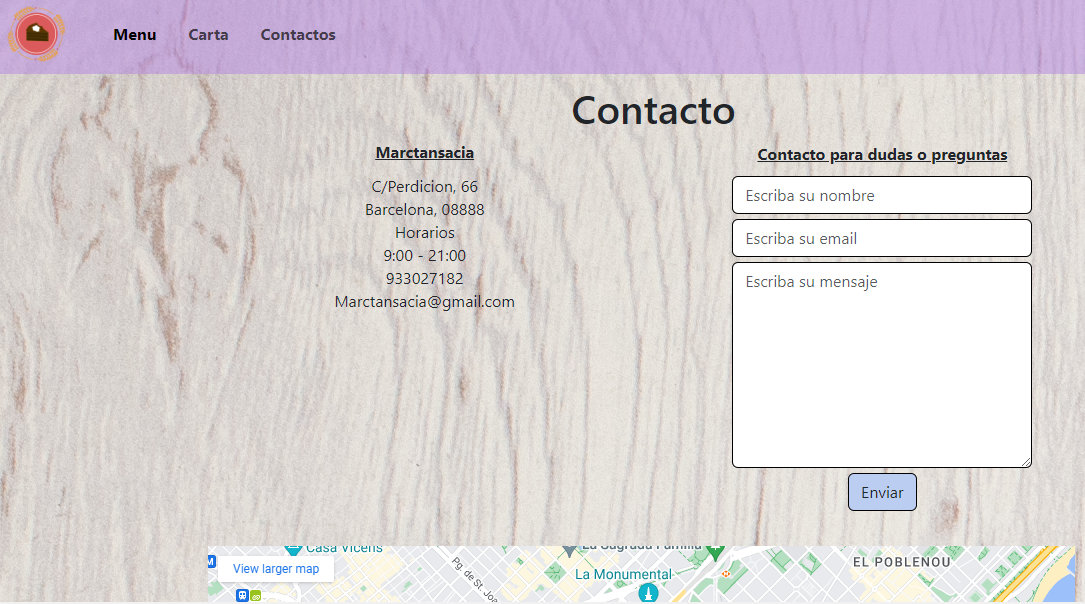 Menu Carta Contactos
Contacto
Marctansacia
C/Perdicion, 66
Barcelona, 08888
Horarios
9:00 - 21:00
933027182
Marctansacia@gmail.com
Contacto para dudas o preguntas
Escriba su nombre
Escriba su email
Escriba su mensaje
Enviar
Casa Vicens
La Sagrada Familia
View larger map
Pg. de St. Joa
La Monumental
EL POBLENOU
M